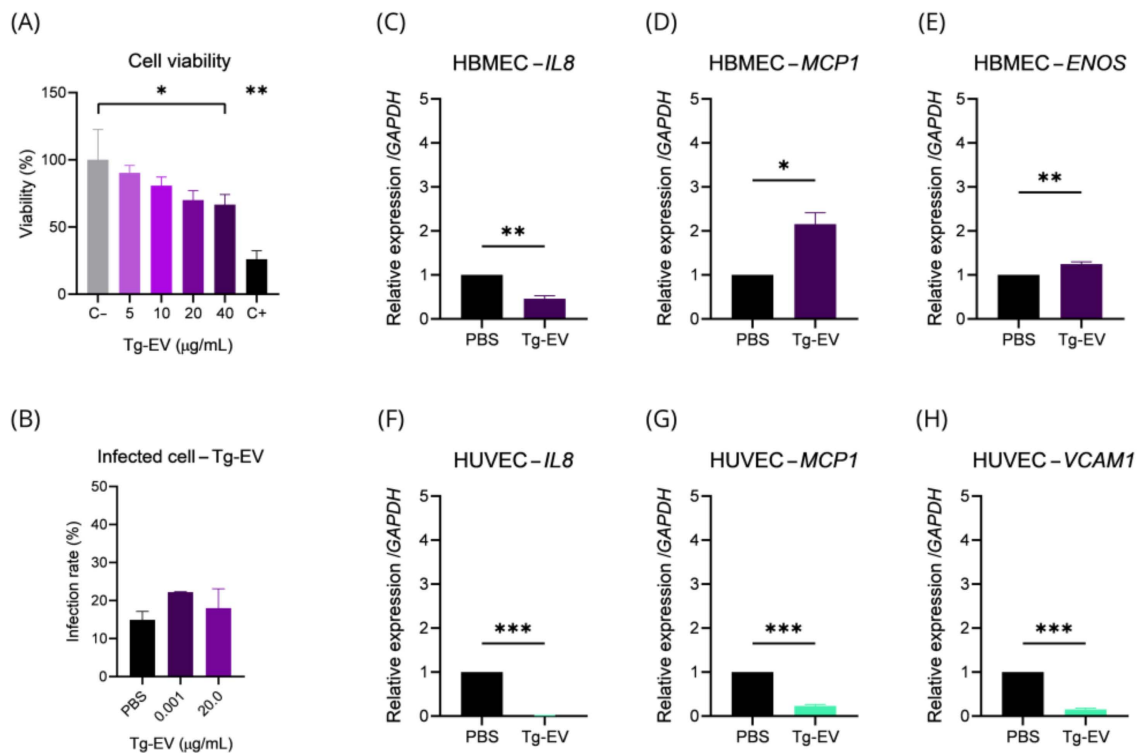 (A)
Cell viability
*
**
Viability (%)
150
100
50
0
C− 5 10 20 40 C+
Tg-EV (μg/mL)
(C)
HBMEC – IL8
Relative expression /GAPDH
5
4
3
2
1
0
**
PBS Tg-EV
(D)
HBMEC – MCP1
Relative expression /GAPDH
5
4
3
2
1
0
*
PBS Tg-EV
(E)
HBMEC – ENOS
Relative expression /GAPDH
5
4
3
2
1
0
**
PBS Tg-EV
(B)
Infected cell – Tg-EV
Infection rate (%)
50
40
30
20
10
0
PBS 0.001 20.0
Tg-EV (μg/mL)
(F)
HUVEC – IL8
Relative expression /GAPDH
5
4
3
2
1
0
***
PBS Tg-EV
(G)
HUVEC – MCP1
Relative expression /GAPDH
5
4
3
2
1
0
***
PBS Tg-EV
(H)
HUVEC – VCAM1
Relative expression /GAPDH
5
4
3
2
1
0
***
PBS Tg-EV